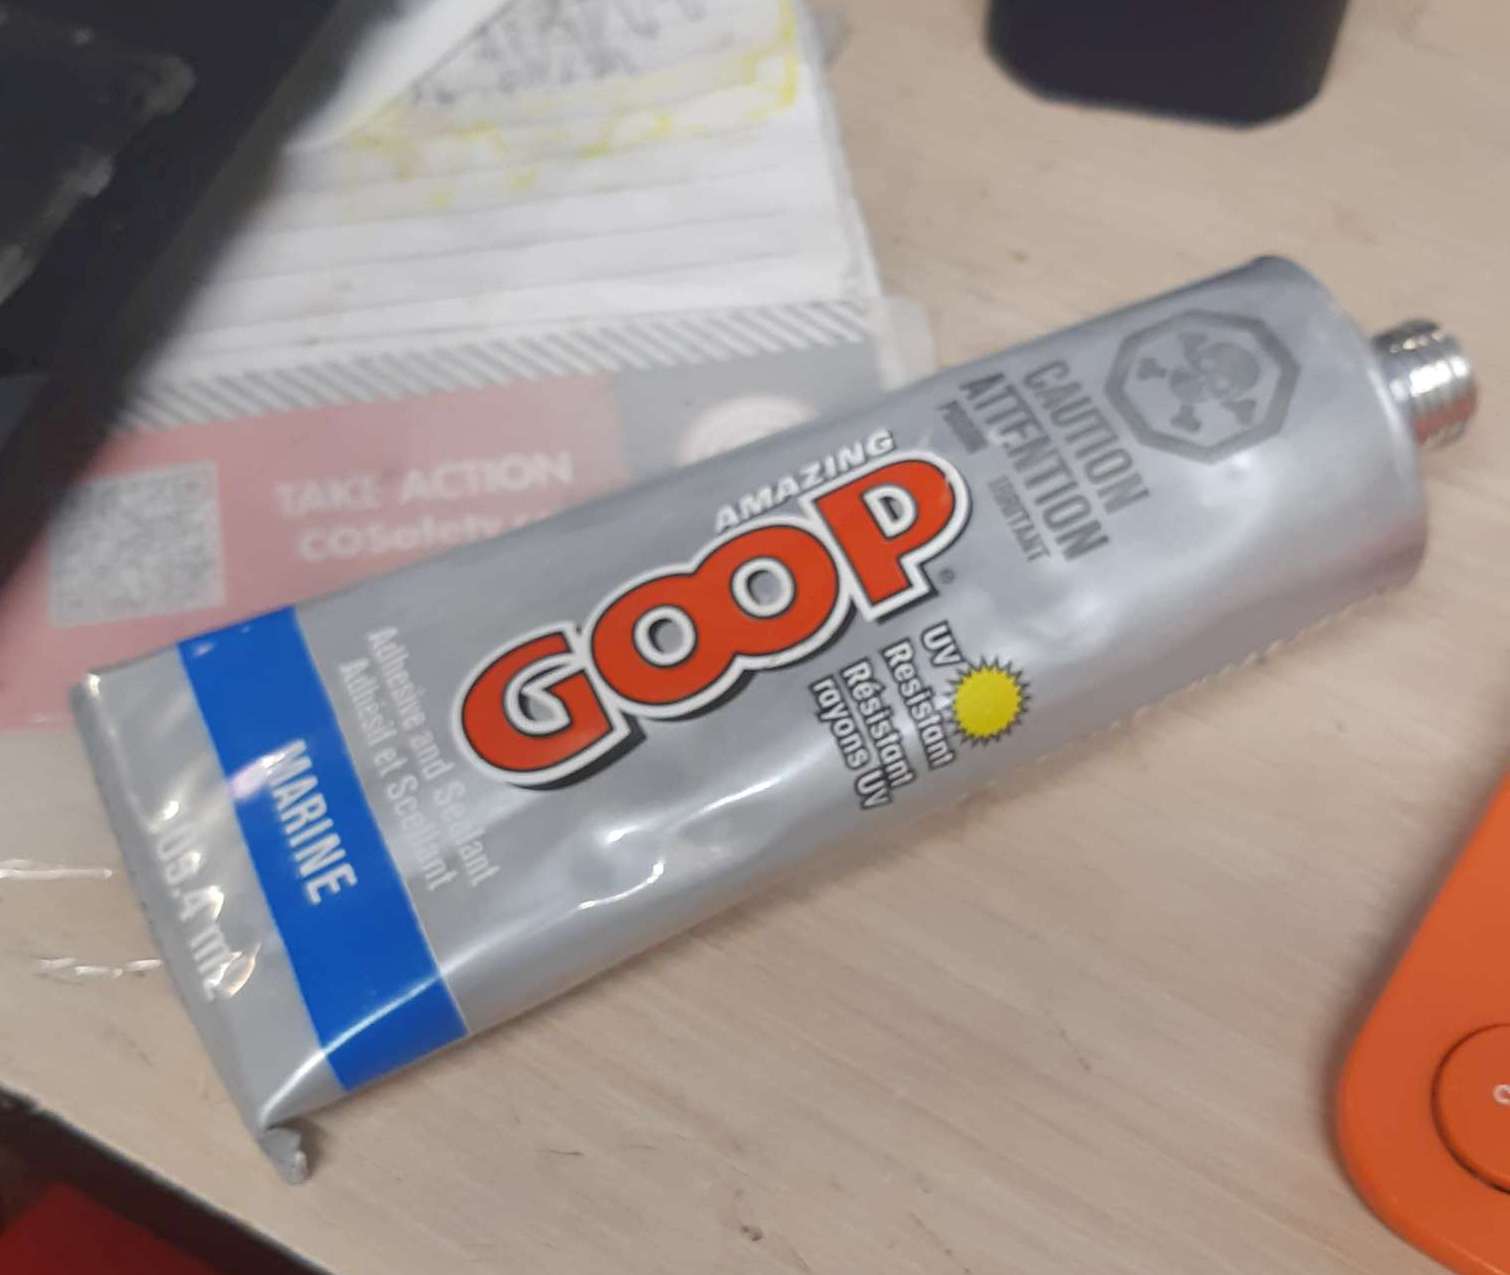 TAKE ACTION
AMAZING
GOOP
®
CAUTION
ATTENTION
POISON
IRRITANT
UV
Resistant
Résistant
rayons UV
Adhesive and Sealant
Adhésif et Scellant
MARINE